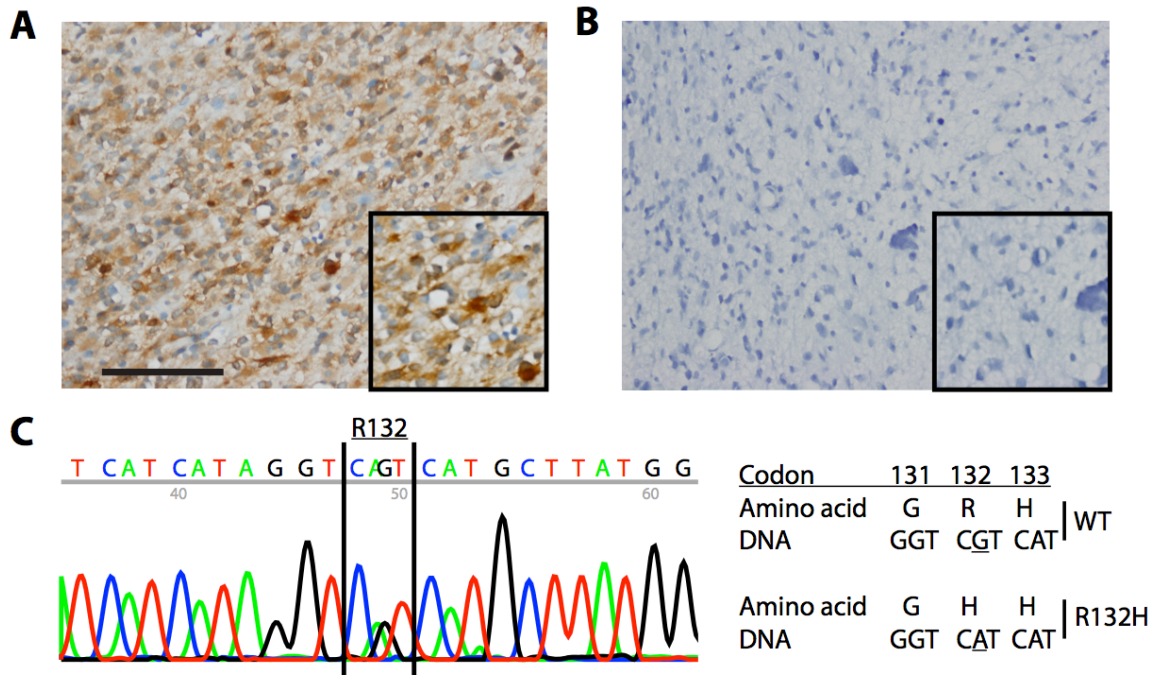 A
B
C
R132
T C A T C A T A G G T C A G T C A T G C T T A T G G
40 50 60
Codon 131 132 133
Amino acid G R H
DNA GGT CGT CAT
WT
Amino acid G H H
DNA GGT CAT CAT
R132H